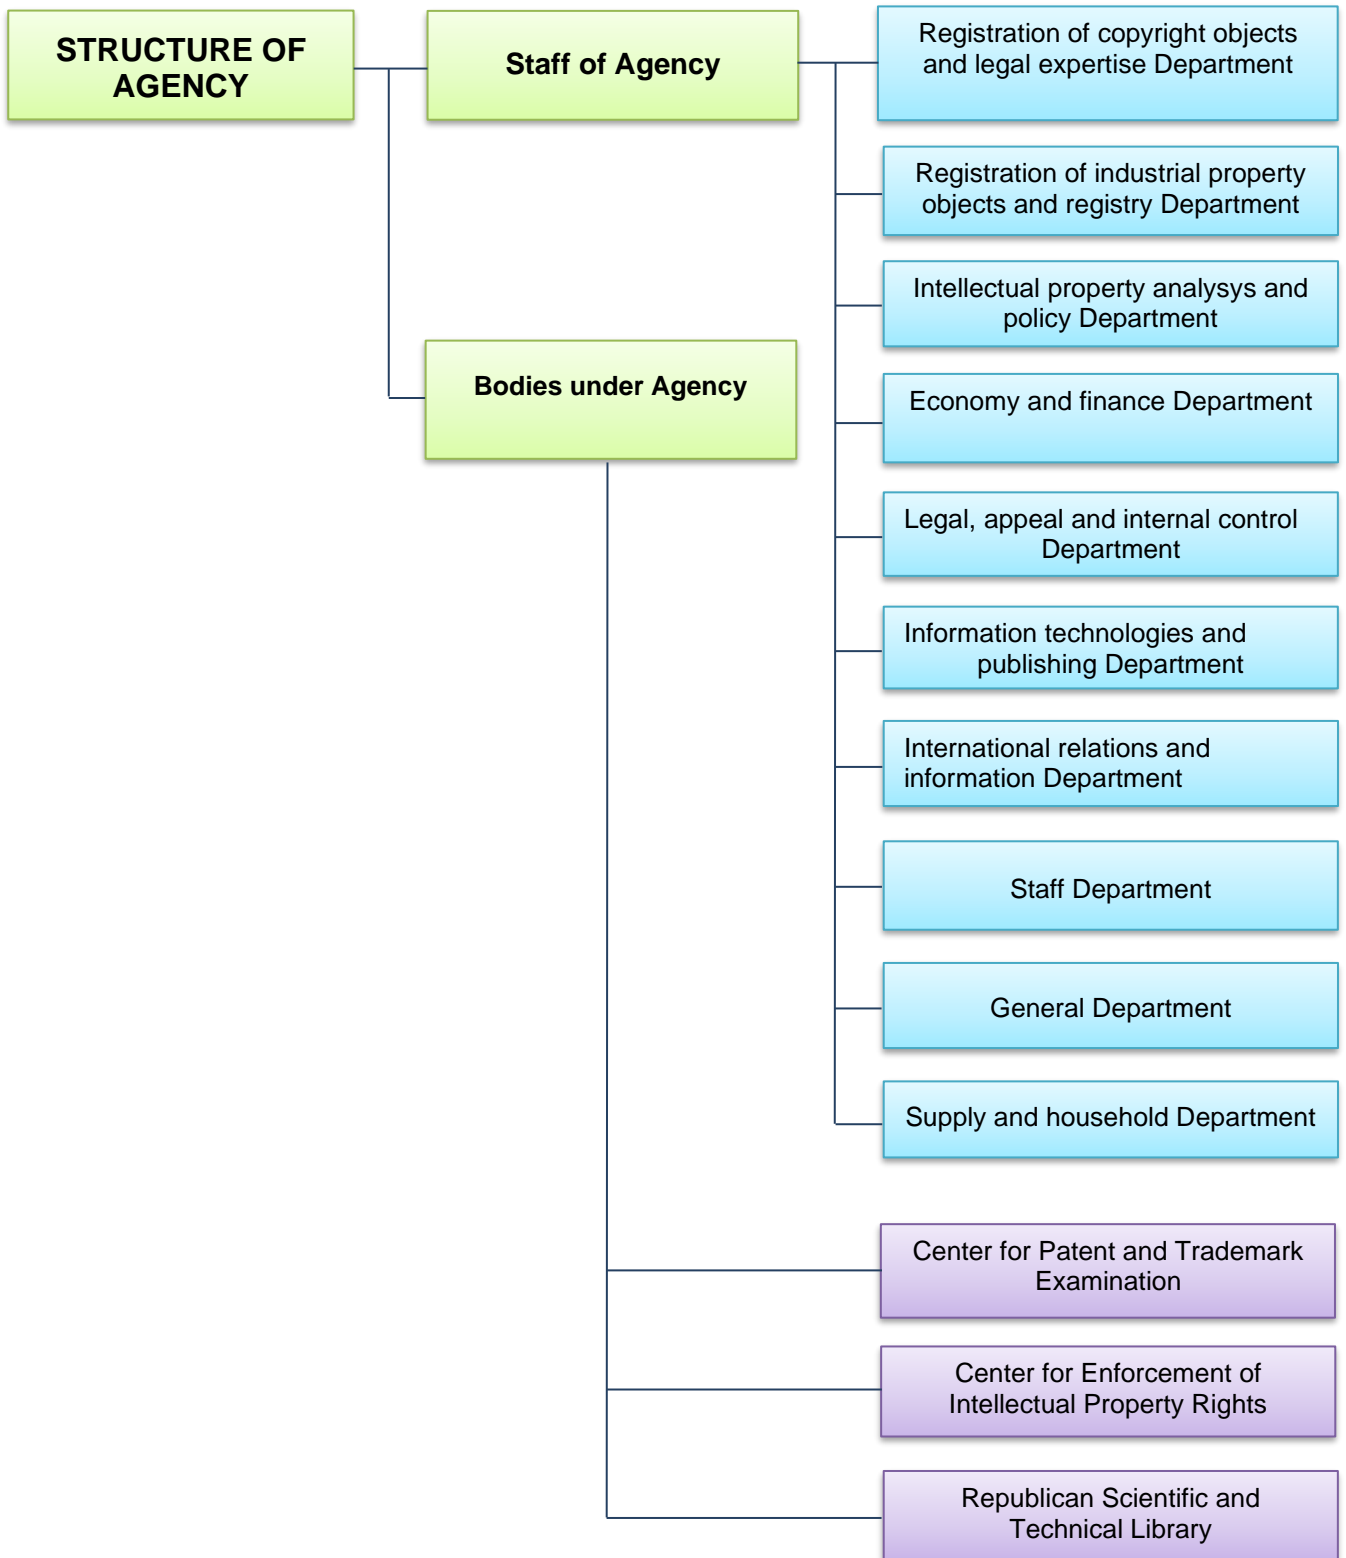 STRUCTURE OF
AGENCY
Staff of Agency
Registration of copyright objects
and legal expertise Department
Registration of industrial property
objects and registry Department
Intellectual property analysys and
policy Department
Bodies under Agency
Economy and finance Department
Legal, appeal and internal control
Department
Information technologies and
publishing Department
International relations and
information Department
Staff Department
General Department
Supply and household Department
Center for Patent and Trademark
Examination
Center for Enforcement of
Intellectual Property Rights
Republican Scientific and
Technical Library